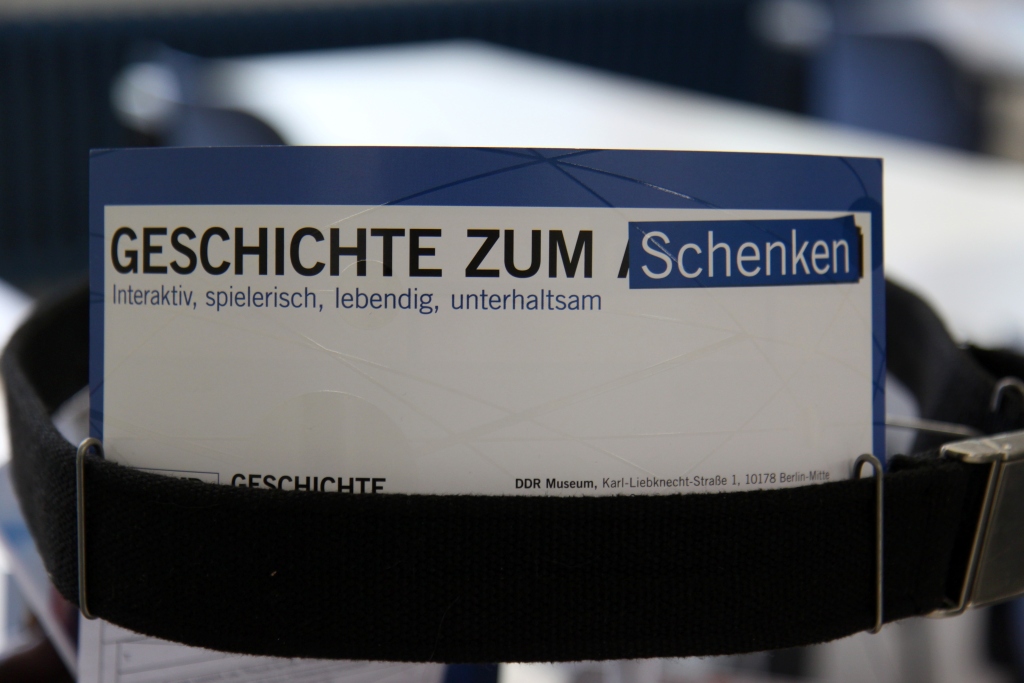 GESCHICHTE ZUM Schenken
Interaktiv, spielerisch, lebendig, unterhaltsam
GESCHICHTE
DDR Museum, Karl-Liebknecht-Straße 1, 10178 Berlin-Mitte